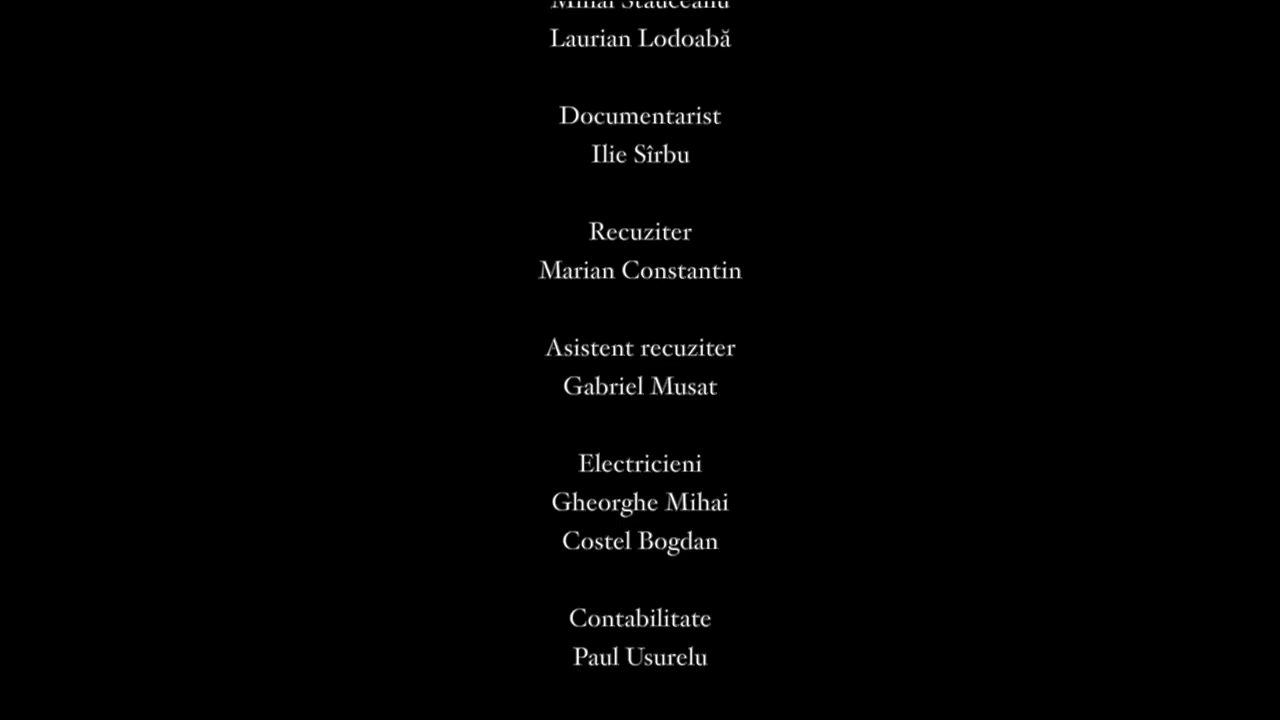 Mihai
Laurian Lodoabă
Documentarist
Ilie Sîrbu
Recuziter
Marian Constantin
Asistent recuziter
Gabriel Musat
Electricieni
Gheorghe Mihai
Costel Bogdan
Contabilitate
Paul Usurelu